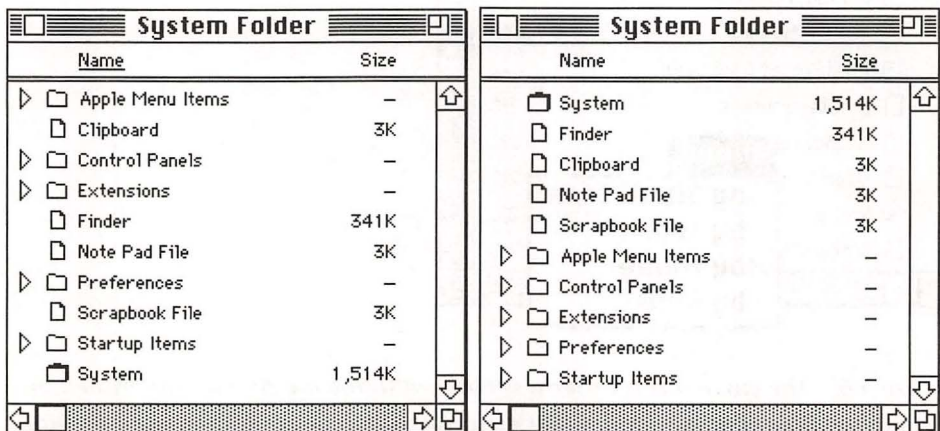 System Folder
Name Size
Apple Menu Items –
Clipboard 3K
Control Panels –
Extensions –
Finder 341K
Note Pad File 3K
Preferences –
Scrapbook File 3K
Startup Items –
System 1,514K
System Folder
Name Size
System 1,514K
Finder 341K
Clipboard 3K
Note Pad File 3K
Scrapbook File 3K
Apple Menu Items –
Control Panels –
Extensions –
Preferences –
Startup Items –